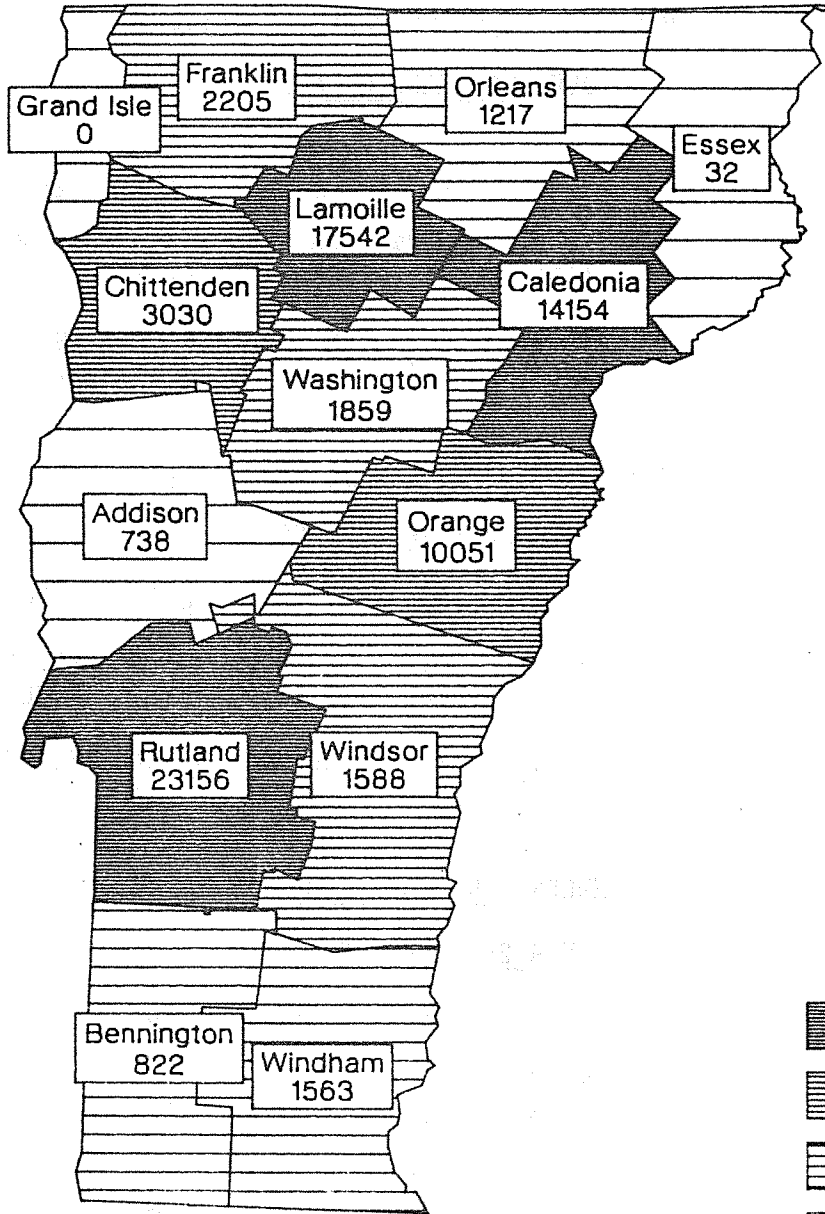 Franklin
2205
Grand Isle
0
Orleans
1217
Essex
32
Lamoille
17542
Chittenden
3030
Caledonia
14154
Washington
1859
Addison
738
Orange
10051
Rutland
23156
Windsor
1588
Bennington
822
Windham
1563